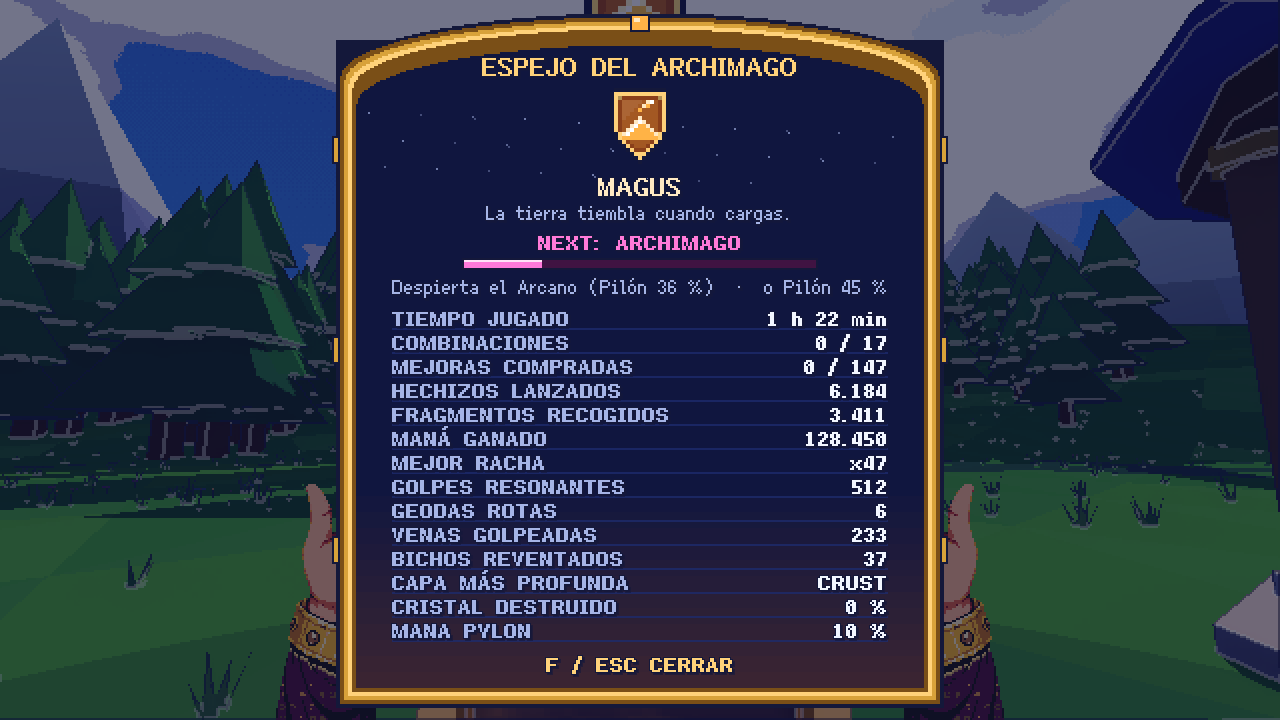 ESPEJO DEL ARCHIMAGO
MAGUS
La tierra tiembla cuando cargas.
NEXT: ARCHIMAGO
Despierta el Arcano (Pilón 36 %) · o Pilón 45 %
TIEMPO JUGADO 1 h 22 min
COMBINACIONES 0 / 17
MEJORAS COMPRADAS 0 / 147
HECHIZOS LANZADOS 6.184
FRAGMENTOS RECOGIDOS 3.411
MANÁ GANADO 128.450
MEJOR RACHA x47
GOLPES RESONANTES 512
GEODAS ROTAS 6
VENAS GOLPEADAS 233
BICHOS REVENTADOS 37
CAPA MÁS PROFUNDA CRUST
CRISTAL DESTRUIDO 0 %
MANA PYLON 10 %
F / ESC CERRAR